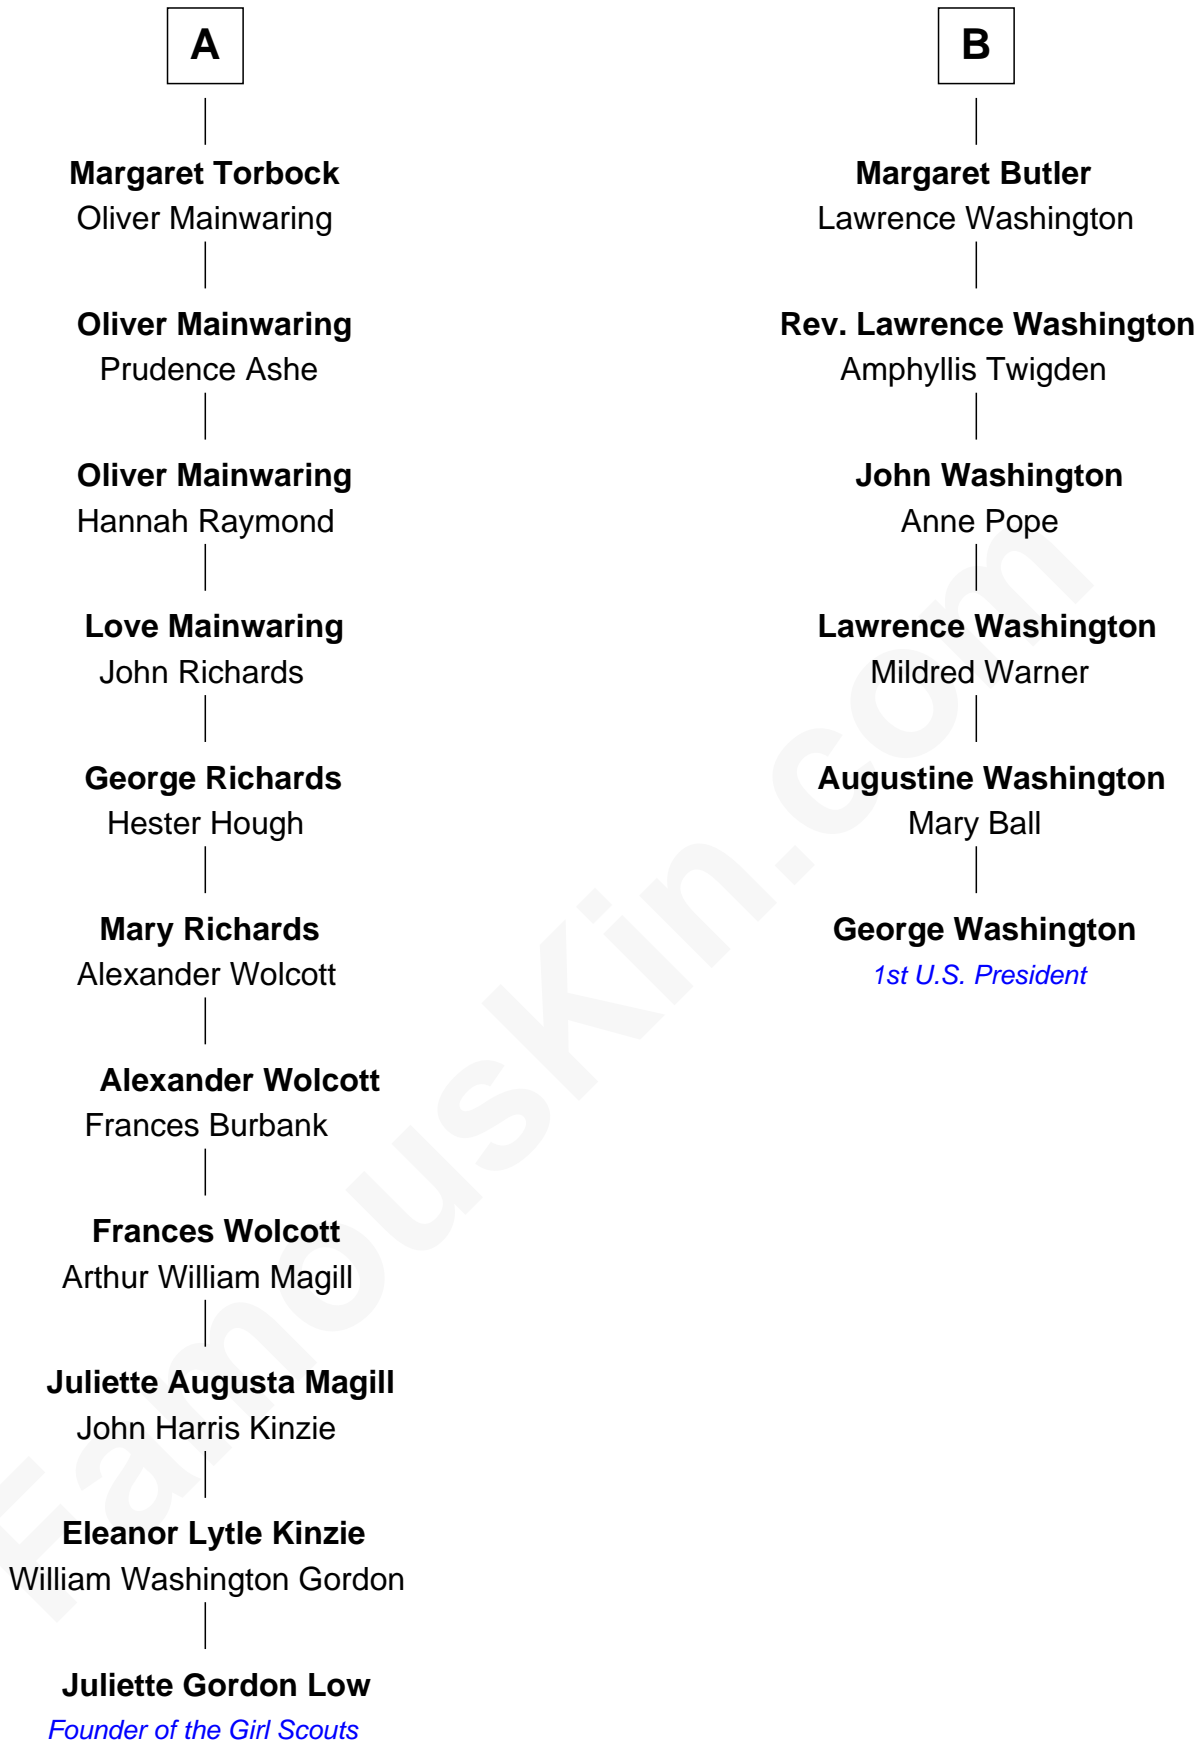 A
Margaret Torbock
Oliver Mainwaring
Oliver Mainwaring
Prudence Ashe
Oliver Mainwaring
Hannah Raymond
Love Mainwaring
John Richards
George Richards
Hester Hough
Mary Richards
Alexander Wolcott
Alexander Wolcott
Frances Burbank
Frances Wolcott
Arthur William Magill
Juliette Augusta Magill
John Harris Kinzie
Eleanor Lytle Kinzie
William Washington Gordon
Juliette Gordon Low
Founder of the Girl Scouts
B
Margaret Butler
Lawrence Washington
Rev. Lawrence Washington
Amphyllis Twigden
John Washington
Anne Pope
Lawrence Washington
Mildred Warner
Augustine Washington
Mary Ball
George Washington
1st U.S. President
FamousKin.com